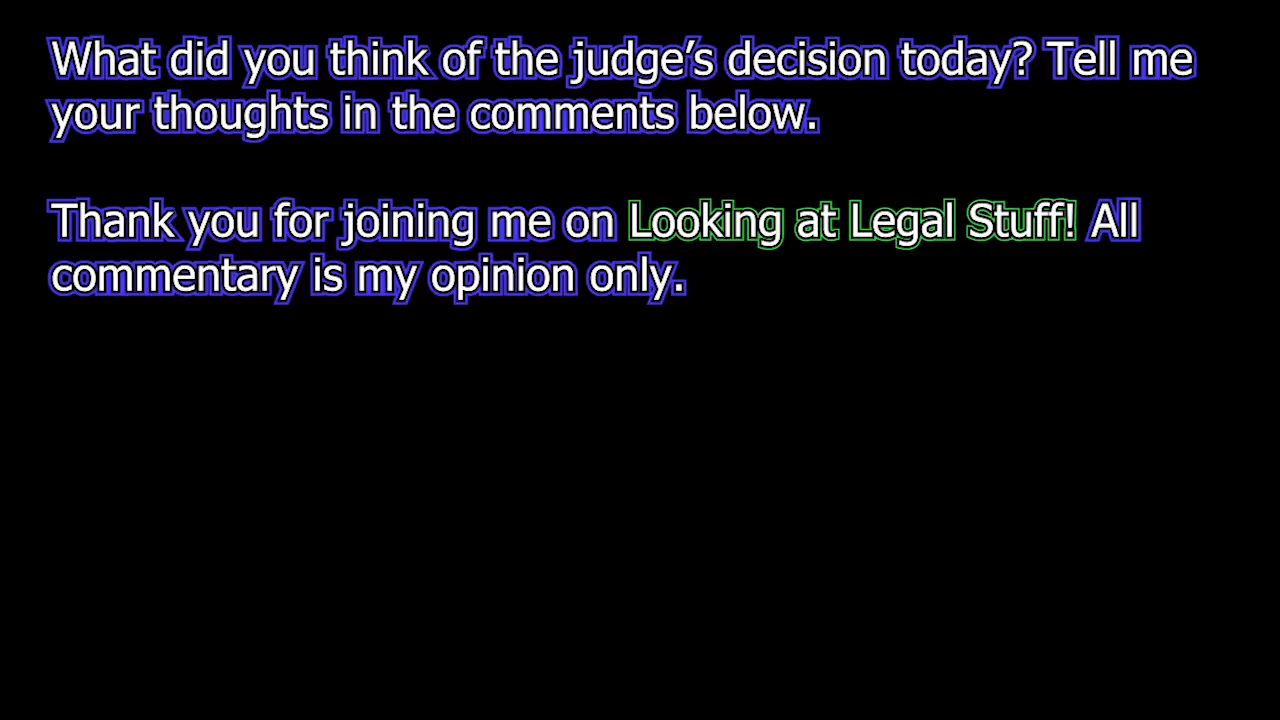 What did you think of the judge’s decision today? Tell me
your thoughts in the comments below.
Thank you for joining me on Looking at Legal Stuff! All
commentary is my opinion only.